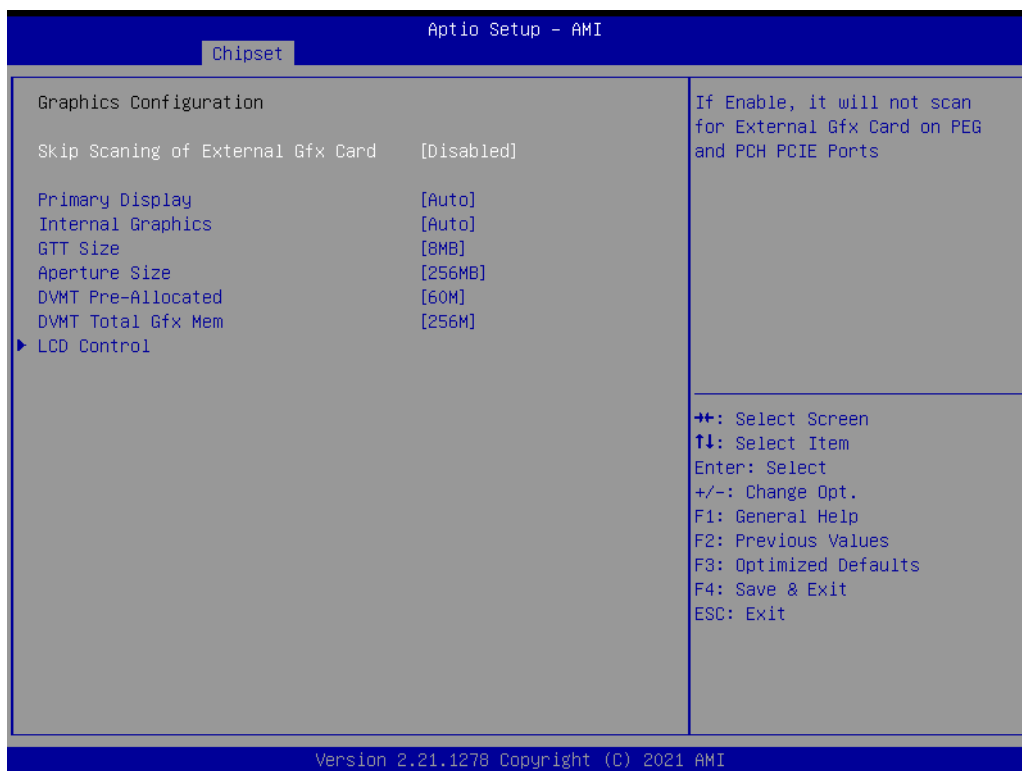 Aptio Setup – AMI
Chipset
Graphics Configuration
Skip Scaning of External Gfx Card [Disabled]
Primary Display [Auto]
Internal Graphics [Auto]
GTT Size [8MB]
Aperture Size [256MB]
DVMT Pre-Allocated [60M]
DVMT Total Gfx Mem [256M]
LCD Control
If Enable, it will not scan
for External Gfx Card on PEG
and PCH PCIE Ports
→←: Select Screen
↑↓: Select Item
Enter: Select
+/-: Change Opt.
F1: General Help
F2: Previous Values
F3: Optimized Defaults
F4: Save & Exit
ESC: Exit
Version 2.21.1278 Copyright (C) 2021 AMI